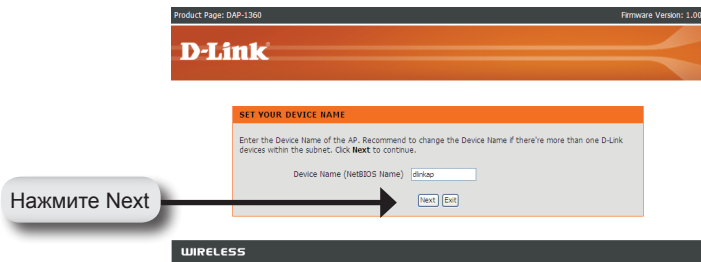 Product Page: DAP-1360 Firmware Version: 1.00
D-Link
SET YOUR DEVICE NAME
Enter the Device Name of the AP. Recommend to change the Device Name if there're more than one D-Link
devices within the subnet. Click Next to continue.
Device Name (NetBIOS Name) dlinkap
Нажмите Next
Next Exit
WIRELESS